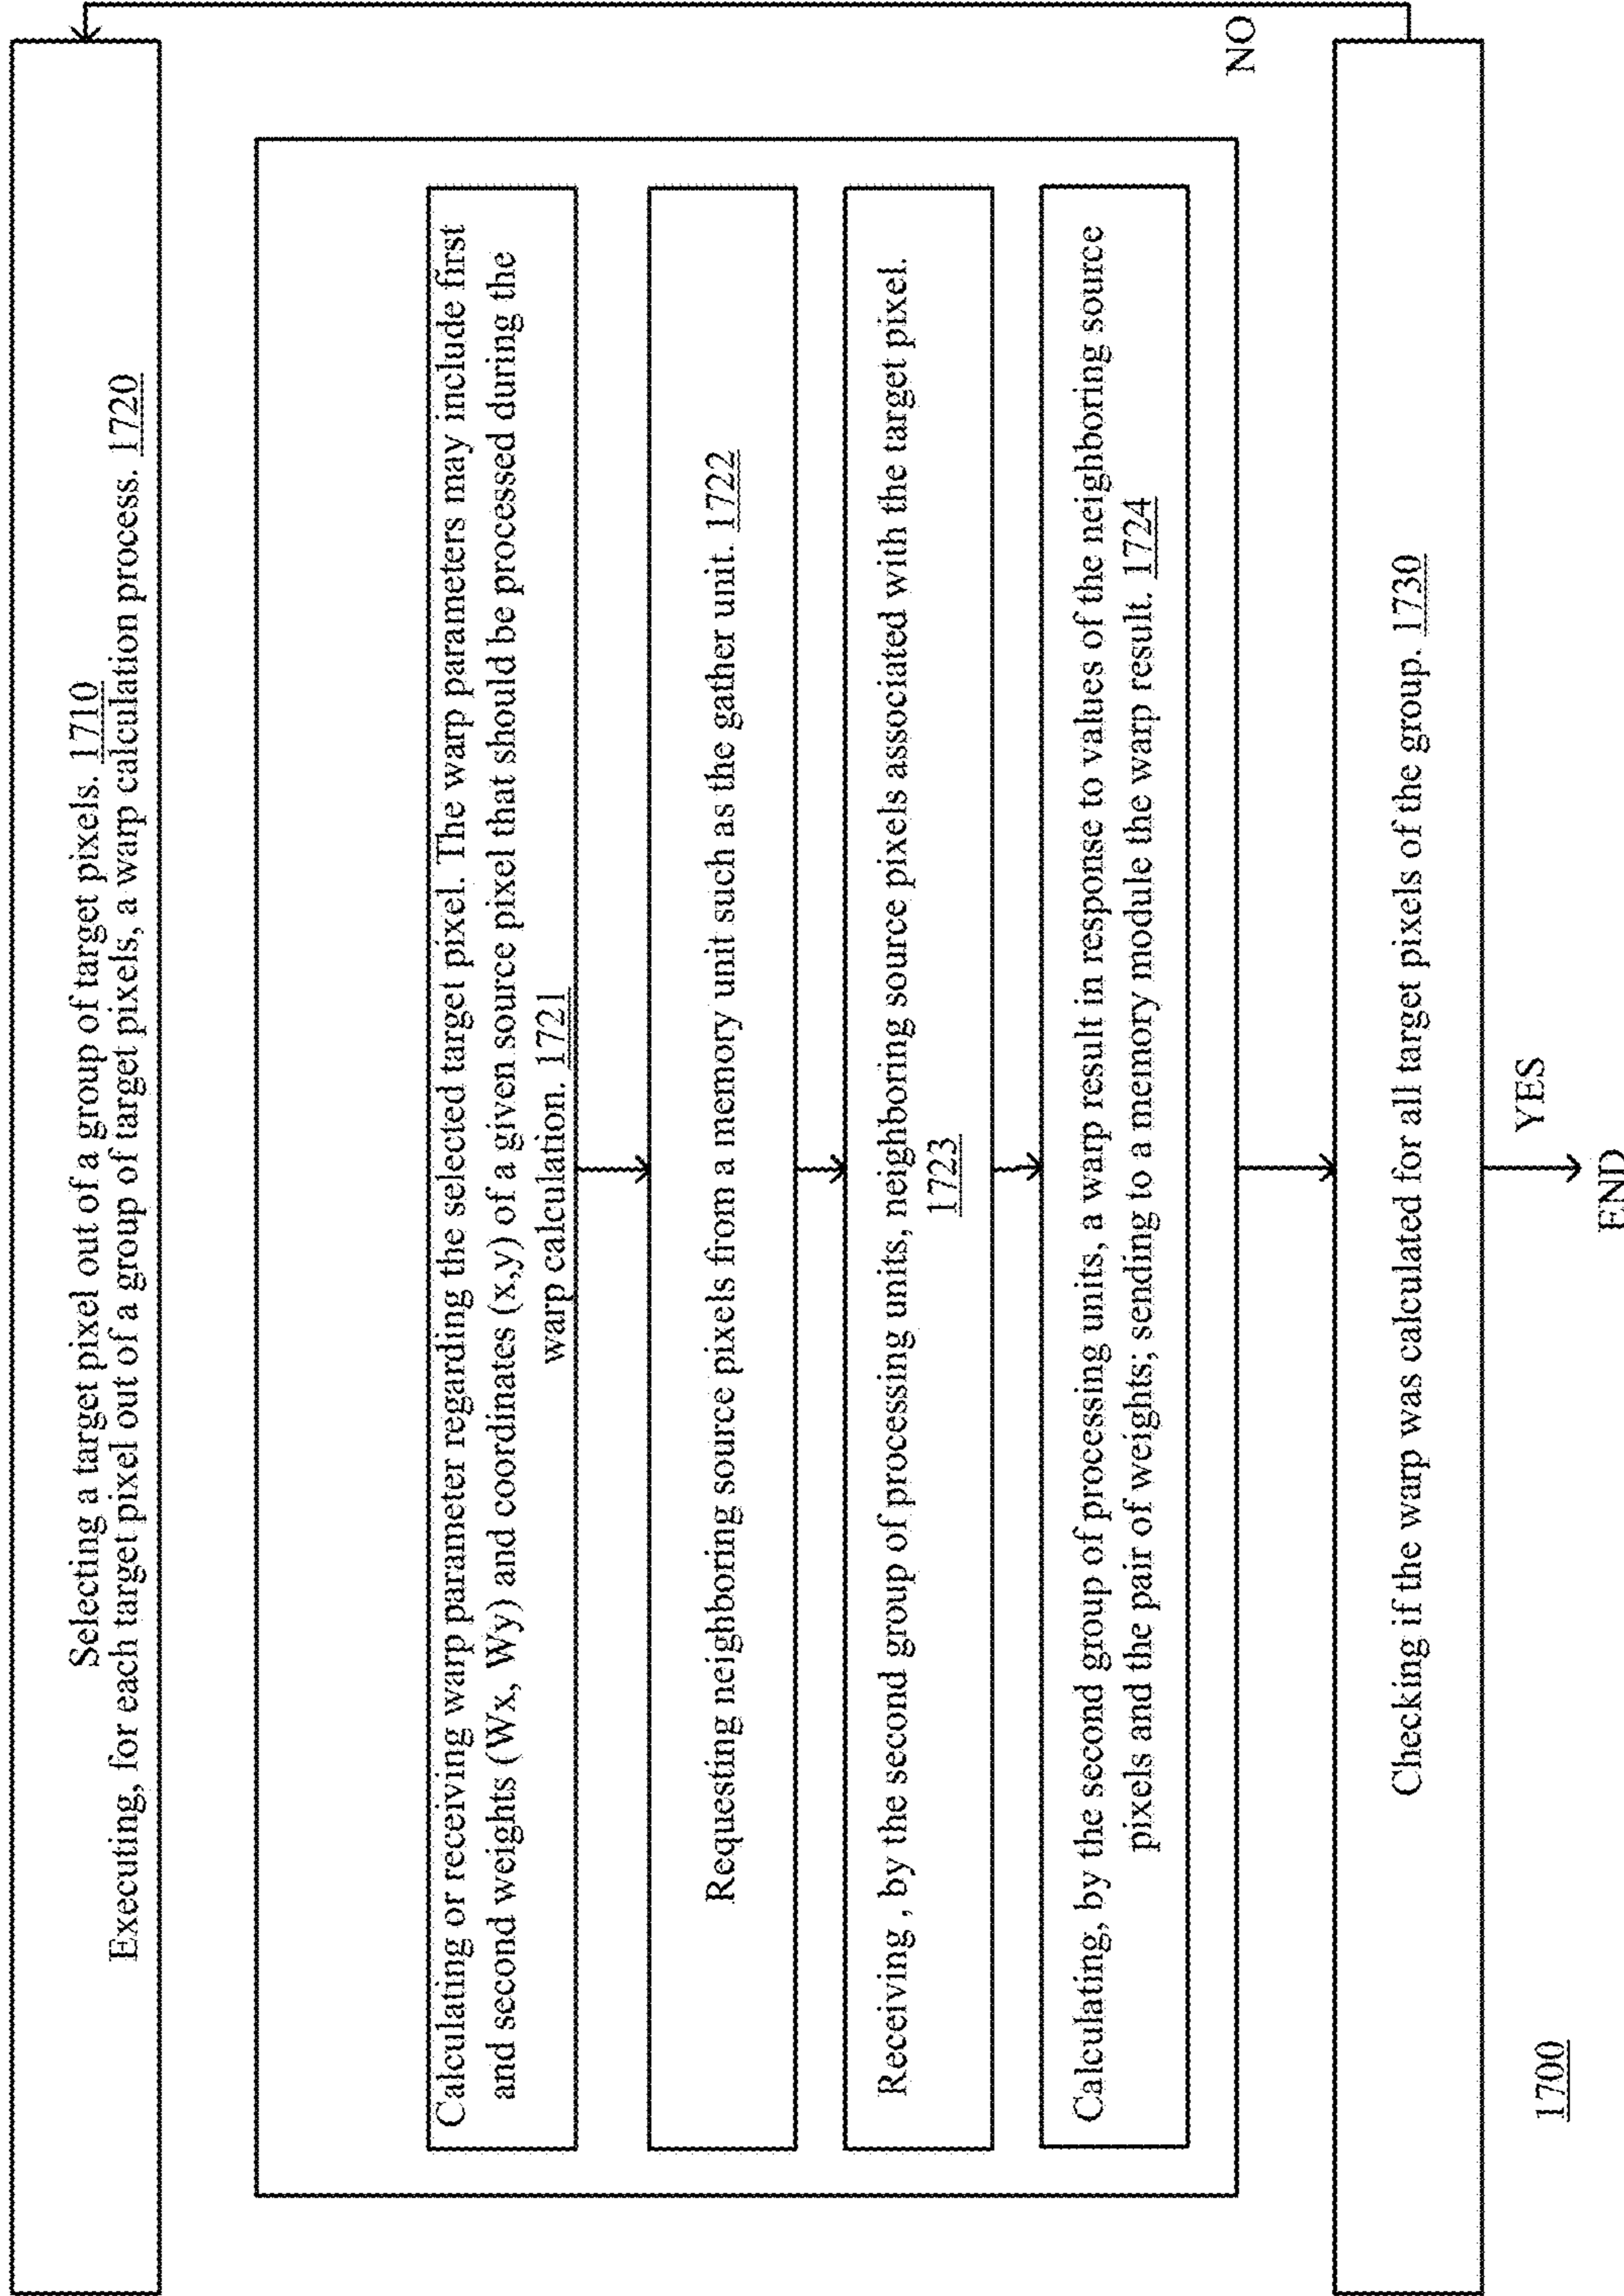 Selecting a target pixel out of a group of target pixels. 1710
Executing, for each target pixel out of a group of target pixels, a warp calculation process. 1720
Calculating or receiving warp parameter regarding the selected target pixel. The warp parameters may include first
and second weights (Wx, Wy) and coordinates (x,y) of a given source pixel that should be processed during the
warp calculation. 1721
Requesting neighboring source pixels from a memory unit such as the gather unit. 1722
Receiving , by the second group of processing units, neighboring source pixels associated with the target pixel.
1723
Calculating, by the second group of processing units, a warp result in response to values of the neighboring source
pixels and the pair of weights; sending to a memory module the warp result. 1724
NO
Checking if the warp was calculated for all target pixels of the group. 1730
YES
END
1700